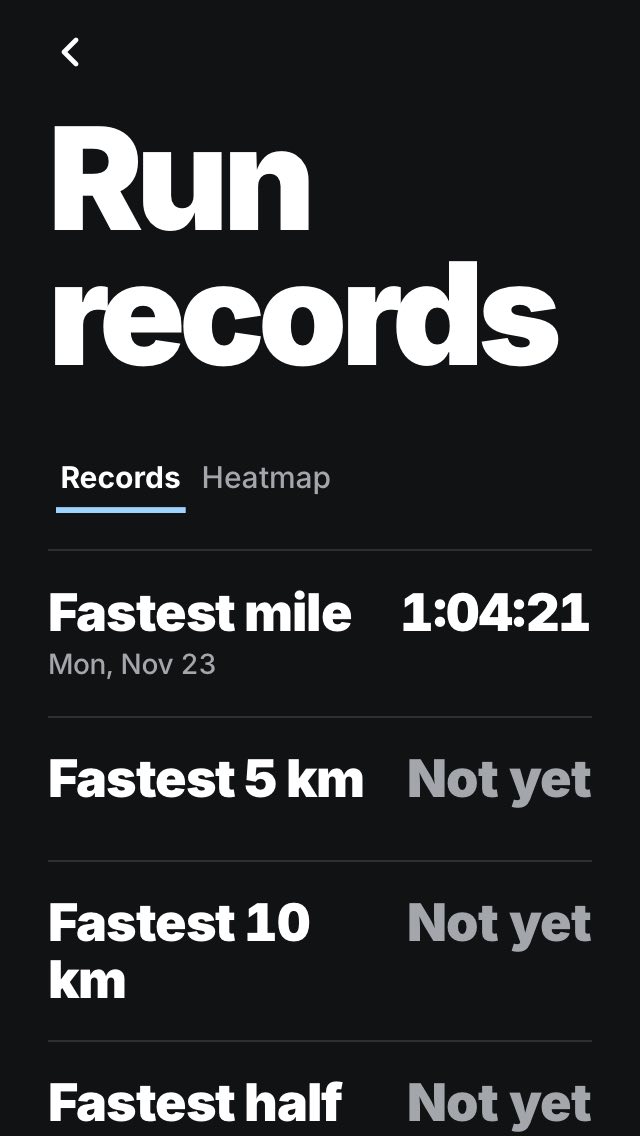 Run
records
Records Heatmap
Fastest mile 1:04:21
Mon, Nov 23
Fastest 5 km Not yet
Fastest 10 Not yet
km
Fastest half Not yet